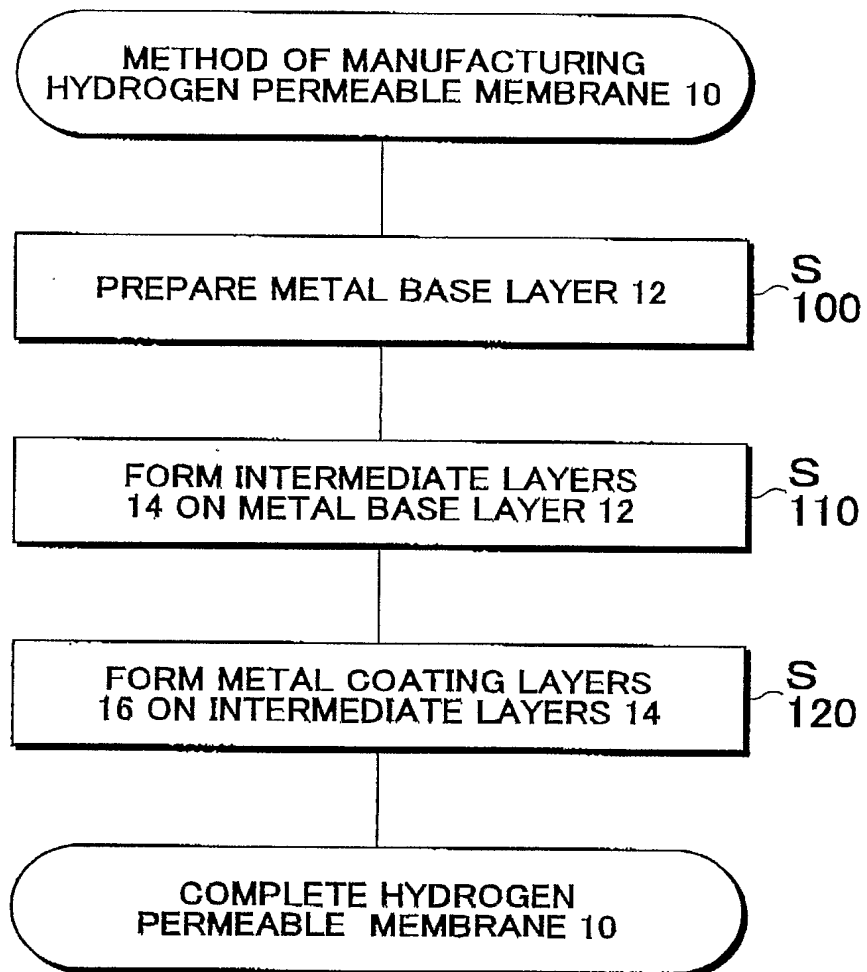 METHOD OF MANUFACTURING
HYDROGEN PERMEABLE MEMBRANE 10
PREPARE METAL BASE LAYER 12
S
100
FORM INTERMEDIATE LAYERS
14 ON METAL BASE LAYER 12
S
110
FORM METAL COATING LAYERS
16 ON INTERMEDIATE LAYERS 14
S
120
COMPLETE HYDROGEN
PERMEABLE MEMBRANE 10